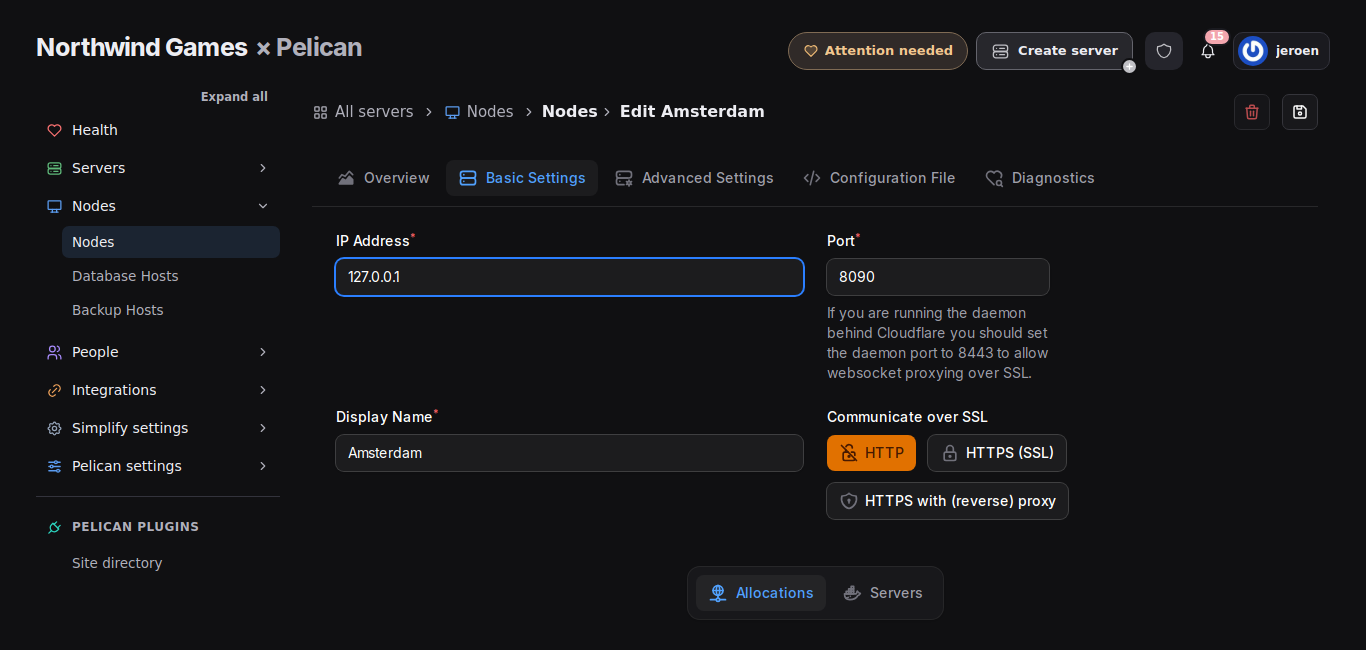 Northwind Games × Pelican
Attention needed
Create server
15
jeroen
Expand all
Health
Servers
Nodes
Nodes
Database Hosts
Backup Hosts
People
Integrations
Simplify settings
Pelican settings
PELICAN PLUGINS
Site directory
All servers > Nodes > Nodes > Edit Amsterdam
Overview
Basic Settings
Advanced Settings
Configuration File
Diagnostics
IP Address*
127.0.0.1
Port*
8090
If you are running the daemon
behind Cloudflare you should set
the daemon port to 8443 to allow
websocket proxying over SSL.
Display Name*
Amsterdam
Communicate over SSL
HTTP
HTTPS (SSL)
HTTPS with (reverse) proxy
Allocations
Servers